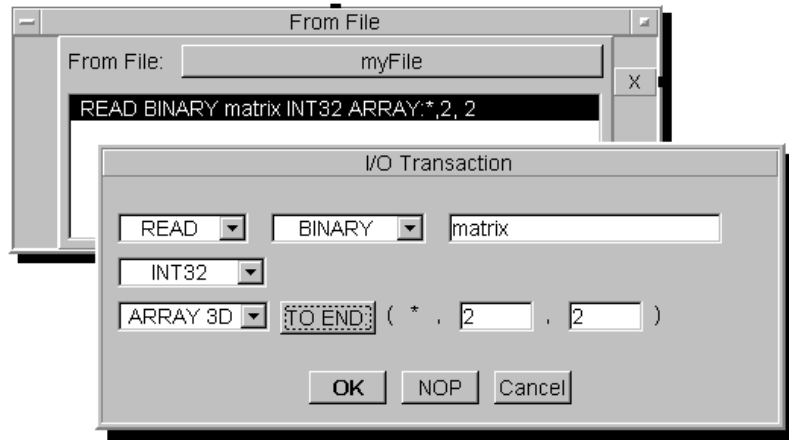 From File
From File: myFile
X
READ BINARY matrix INT32 ARRAY:*,2, 2
I/O Transaction
READ BINARY matrix
INT32
ARRAY 3D TO END ( * , 2 , 2 )
OK NOP Cancel